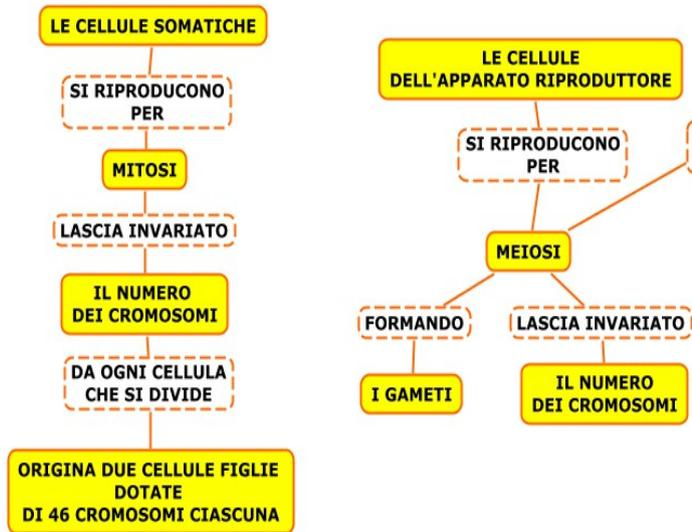 LE CELLULE SOMATICHE
SI RIPRODUCONO
PER
MITOSI
LASCIA INVARIATO
IL NUMERO
DEI CROMOSOMI
DA OGNI CELLULA
CHE SI DIVIDE
ORIGINA DUE CELLULE FIGLIE
DOTATE
DI 46 CROMOSOMI CIASCUNA
LE CELLULE
DELL'APPARATO RIPRODUTTORE
SI RIPRODUCONO
PER
MEIOSI
FORMANDO
I GAMETI
LASCIA INVARIATO
IL NUMERO
DEI CROMOSOMI